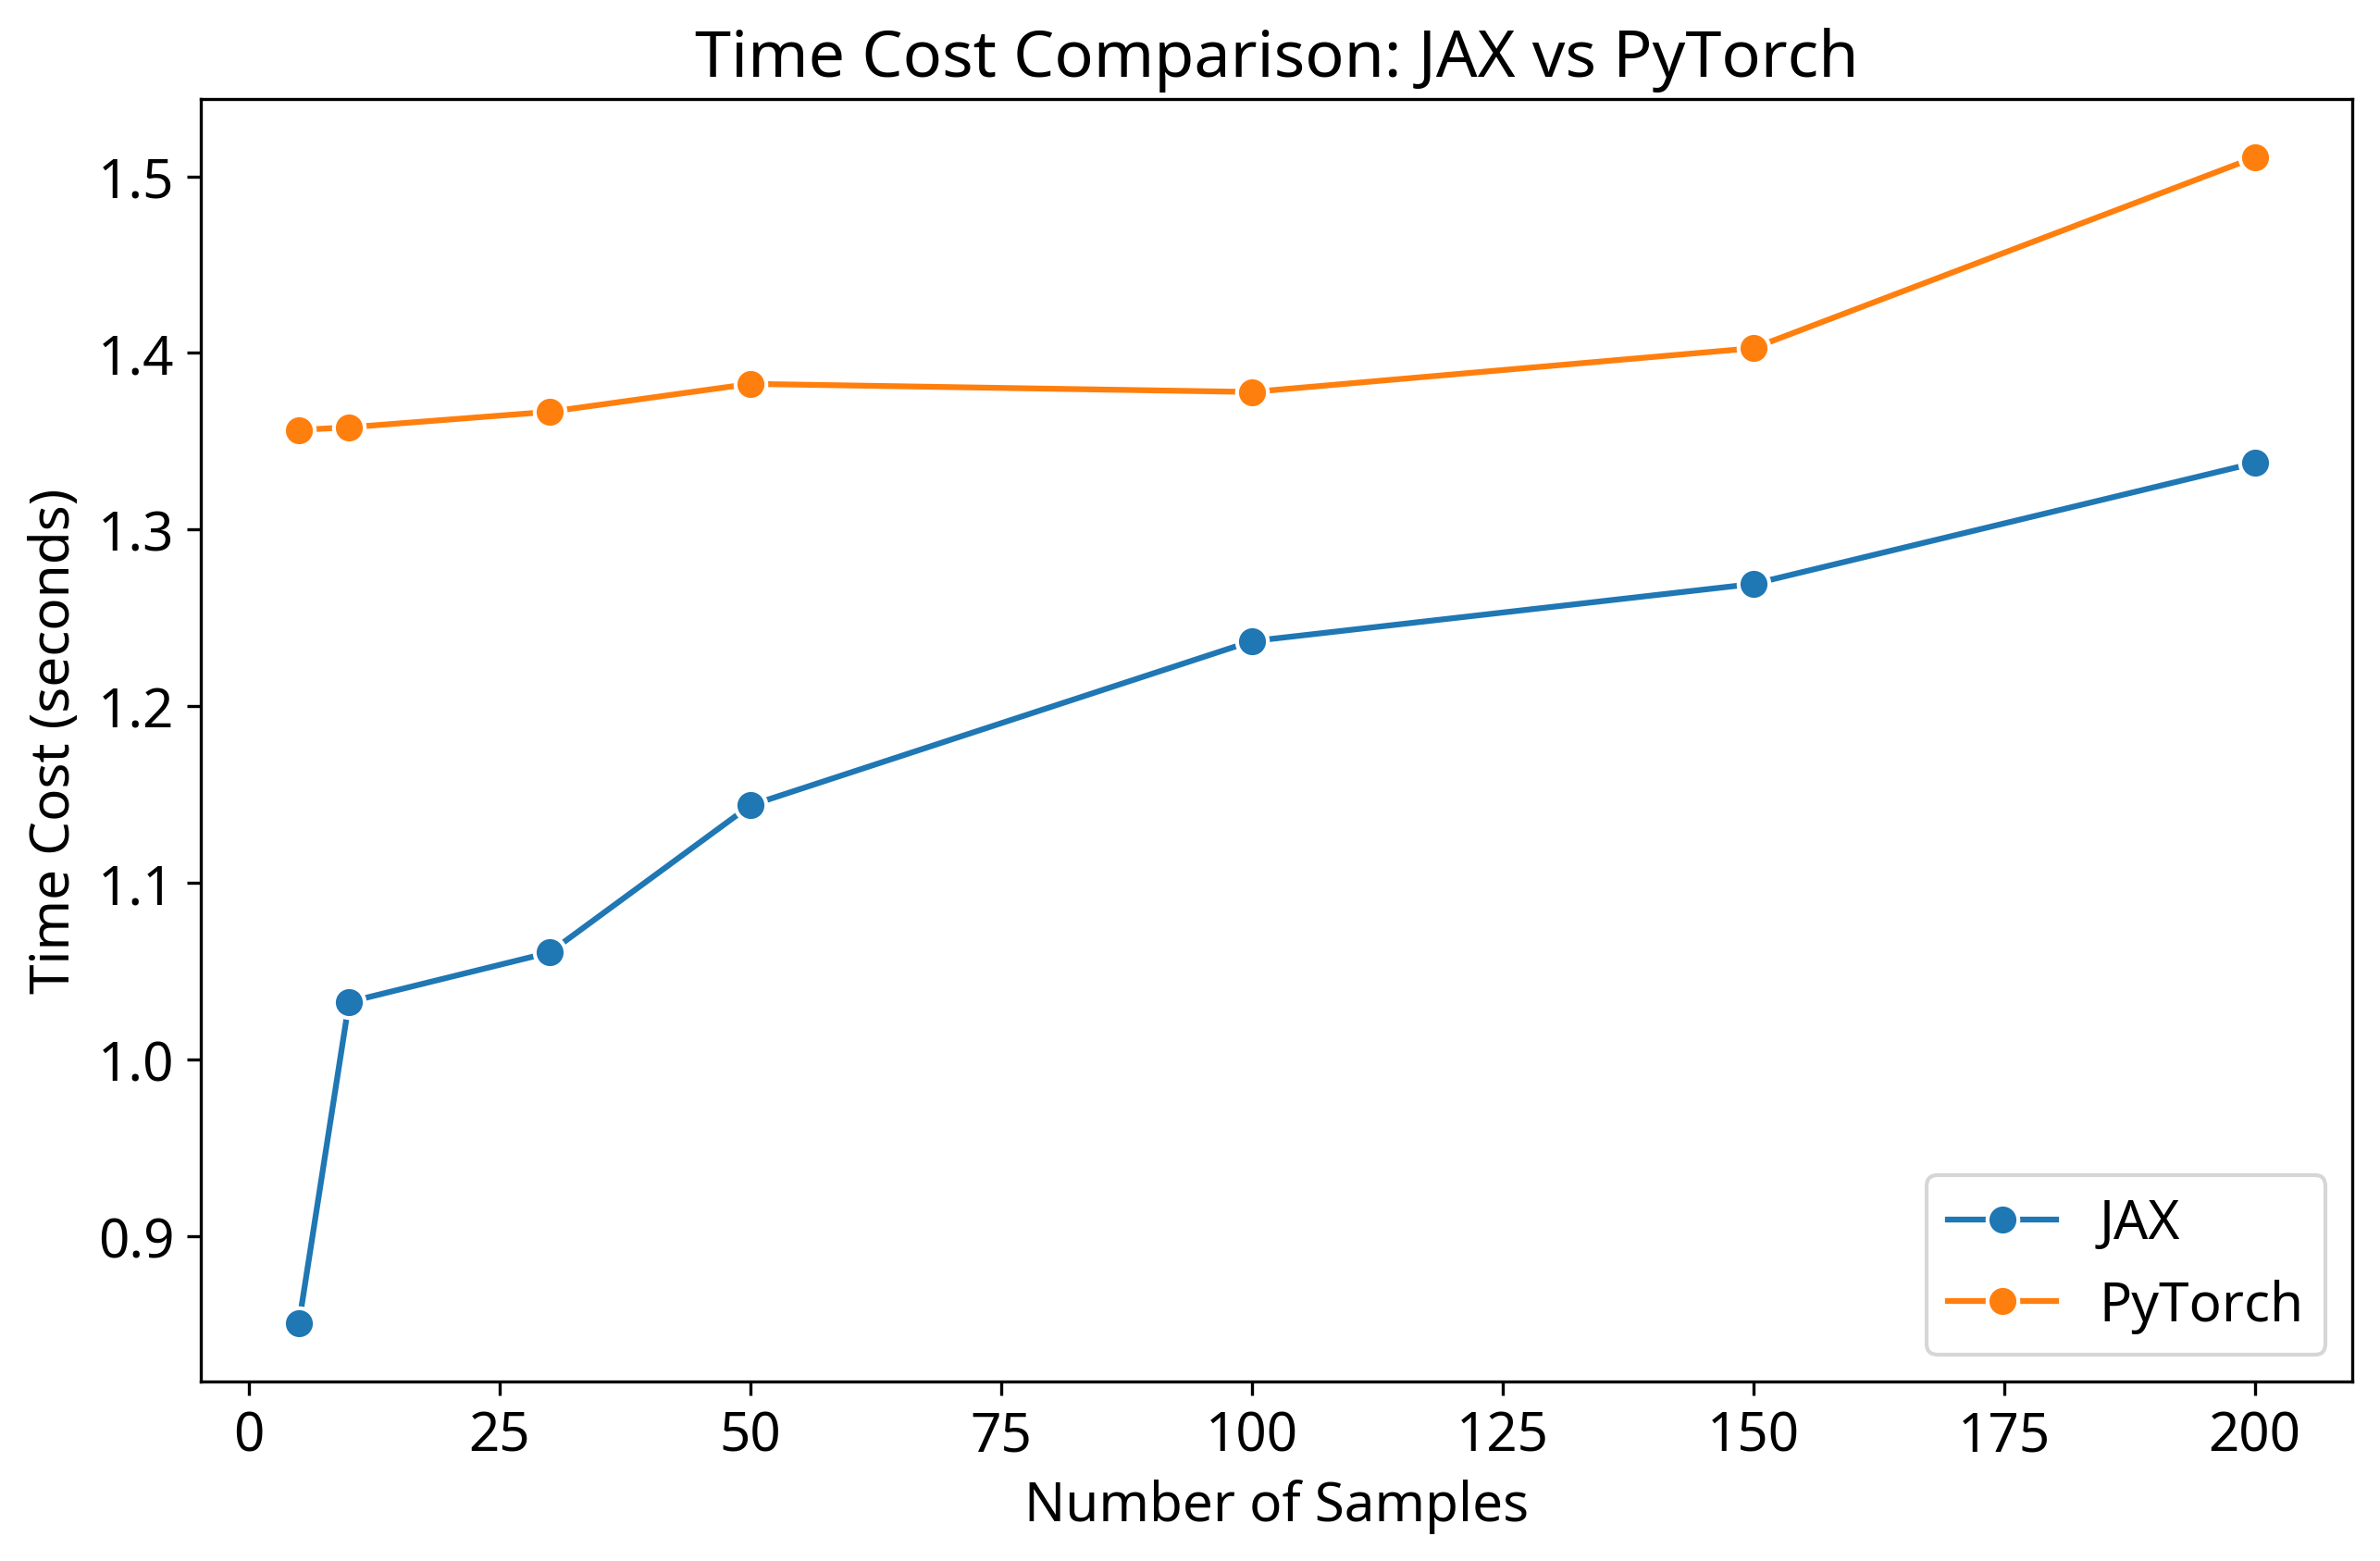 Time Cost Comparison: JAX vs PyTorch
Time Cost (seconds)
1.5
1.4
1.3
1.2
1.1
1.0
0.9
JAX
PyTorch
0 25 50 75 100 125 150 175 200
Number of Samples